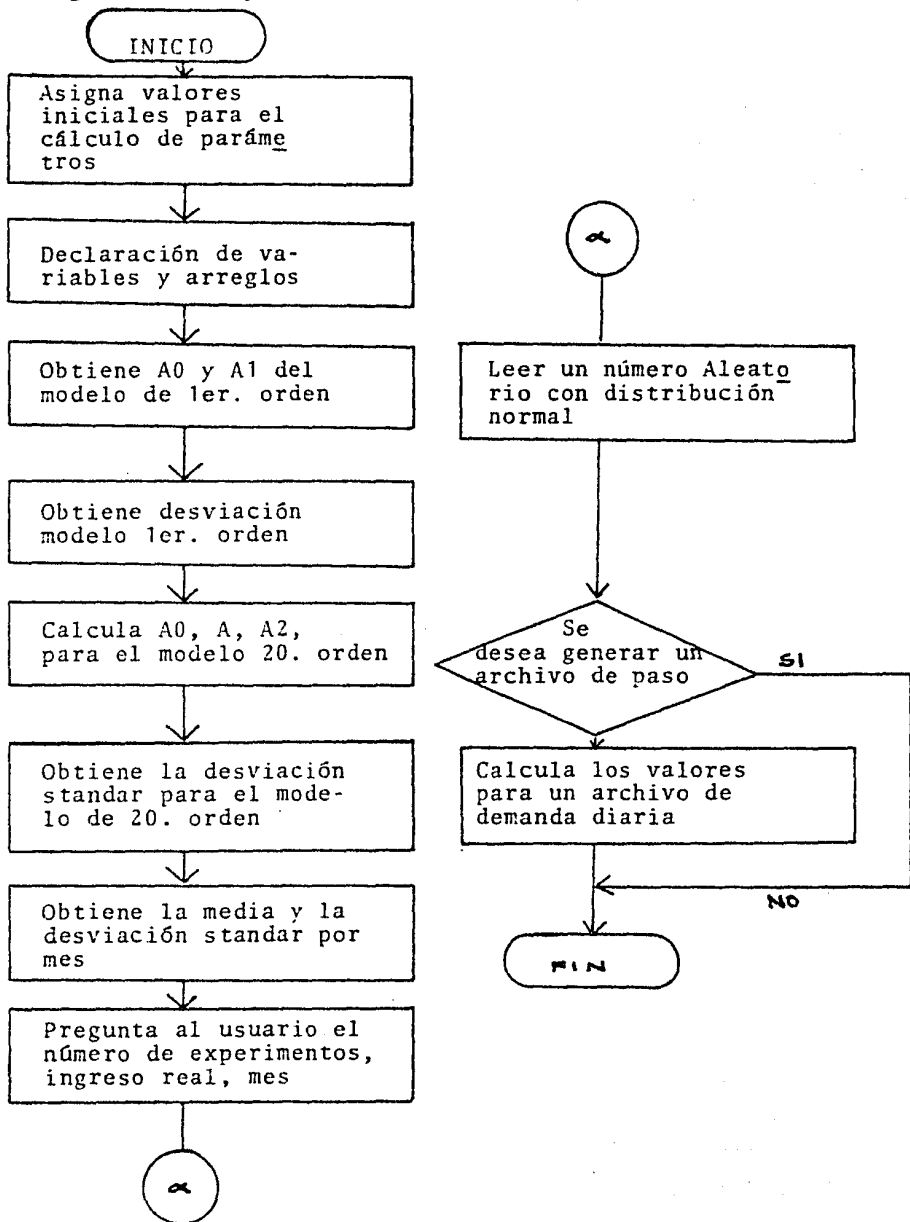 INICIO
Asigna valores
iniciales para el
cálculo de paráme
tros
Declaración de va-
riables y arreglos
Obtiene A0 y A1 del
modelo de 1er. orden
Obtiene desviación
modelo 1er. orden
Calcula A0, A, A2,
para el modelo 20. orden
Obtiene la desviación
standar para el mode-
lo de 20. orden
Obtiene la media y la
desviación standar por
mes
Pregunta al usuario el
número de experimentos,
ingreso real, mes
α
α
Leer un número Aleato
rio con distribución
normal
Se
desea generar un
archivo de paso
SI
Calcula los valores
para un archivo de
demanda diaria
NO
FIN